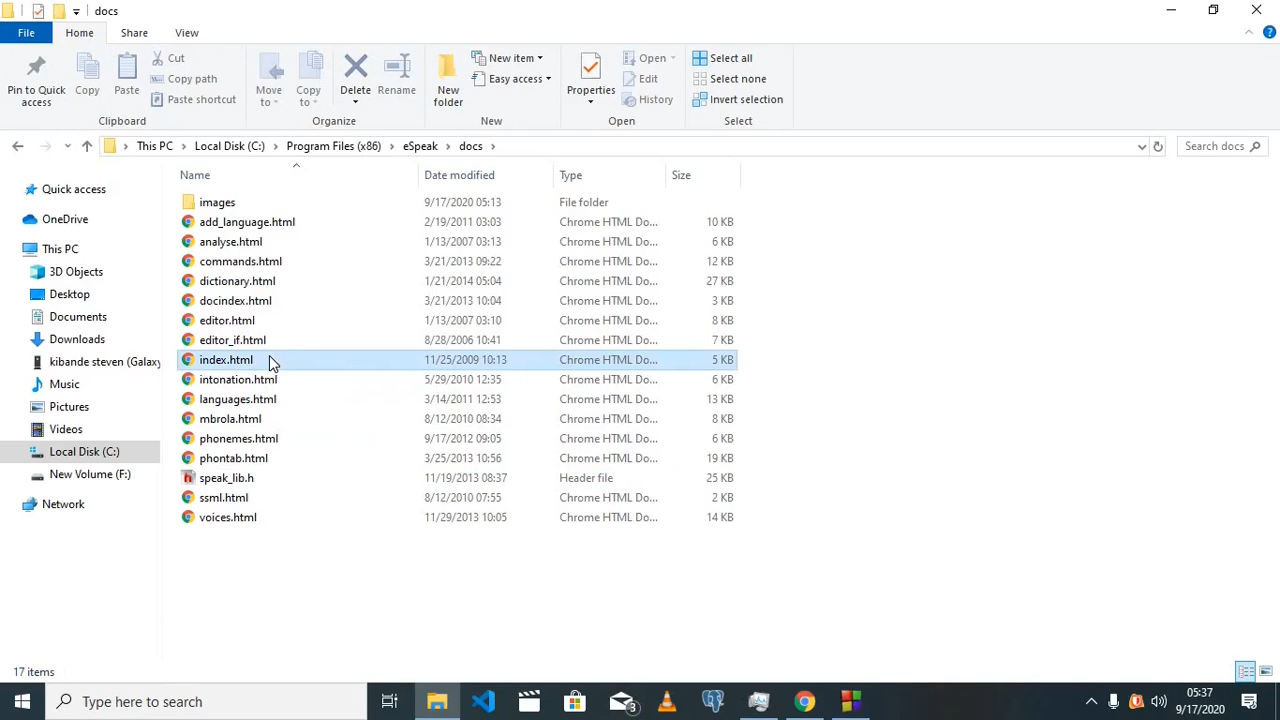 docs
File Home Share View
Pin to Quick access
Copy
Paste
Cut
Copy path
Paste shortcut
Clipboard
Move to
Copy to
Delete
Rename
Organize
New folder
New item
Easy access
New
Properties
Open
Edit
History
Open
Select all
Select none
Invert selection
Select
This PC Local Disk (C:) Program Files (x86) eSpeak docs
Search docs
Quick access
OneDrive
This PC
3D Objects
Desktop
Documents
Downloads
kibande steven (Galaxy
Music
Pictures
Videos
Local Disk (C:)
New Volume (F:)
Network
Name Date modified Type Size
images 9/17/2020 05:13 File folder
add_language.html 2/19/2011 03:03 Chrome HTML Do... 10 KB
analyse.html 1/13/2007 03:03 Chrome HTML Do... 6 KB
commands.html 3/21/2013 09:22 Chrome HTML Do... 12 KB
dictionary.html 1/21/2014 05:04 Chrome HTML Do... 27 KB
docindex.html 3/21/2013 10:04 Chrome HTML Do... 3 KB
editor.html 1/13/2007 03:10 Chrome HTML Do... 8 KB
editor_if.html 8/28/2006 10:41 Chrome HTML Do... 7 KB
index.html 11/25/2009 10:13 Chrome HTML Do... 5 KB
intonation.html 5/29/2010 12:35 Chrome HTML Do... 6 KB
languages.html 3/14/2011 12:53 Chrome HTML Do... 13 KB
mbrola.html 8/12/2010 08:34 Chrome HTML Do... 8 KB
phonemes.html 9/17/2012 09:05 Chrome HTML Do... 6 KB
phontab.html 3/25/2013 10:56 Chrome HTML Do... 19 KB
speak_lib.h 11/19/2013 08:37 Header file 25 KB
ssml.html 8/12/2010 07:55 Chrome HTML Do... 2 KB
voices.html 11/29/2013 10:05 Chrome HTML Do... 14 KB
17 items
Type here to search
3
05:37
9/17/2020